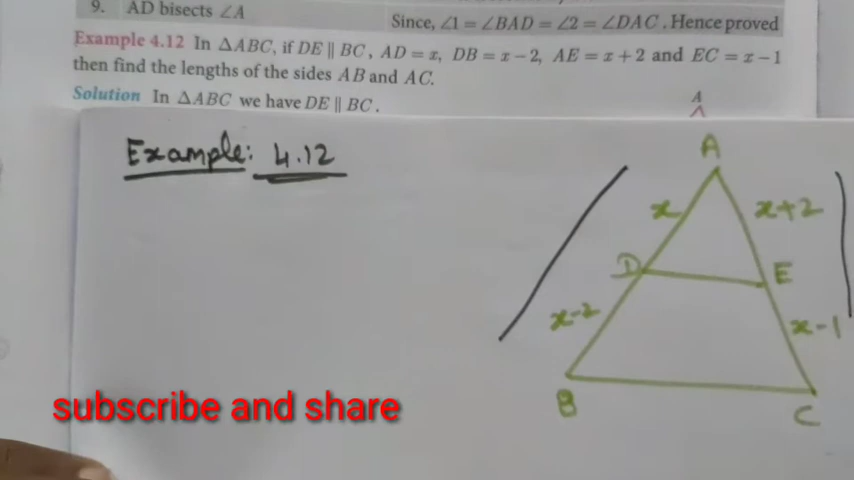 9. AD bisects ∠A
Since, ∠1 = ∠BAD = ∠2 = ∠DAC. Hence proved
Example 4.12 In ΔABC, if DE || BC, AD = x, DB = x − 2, AE = x + 2 and EC = x − 1
then find the lengths of the sides AB and AC.
Solution In ΔABC we have DE || BC.
A
Example: 4.12
A
x
x+2
D
E
x-2
x-1
B
C
subscribe and share